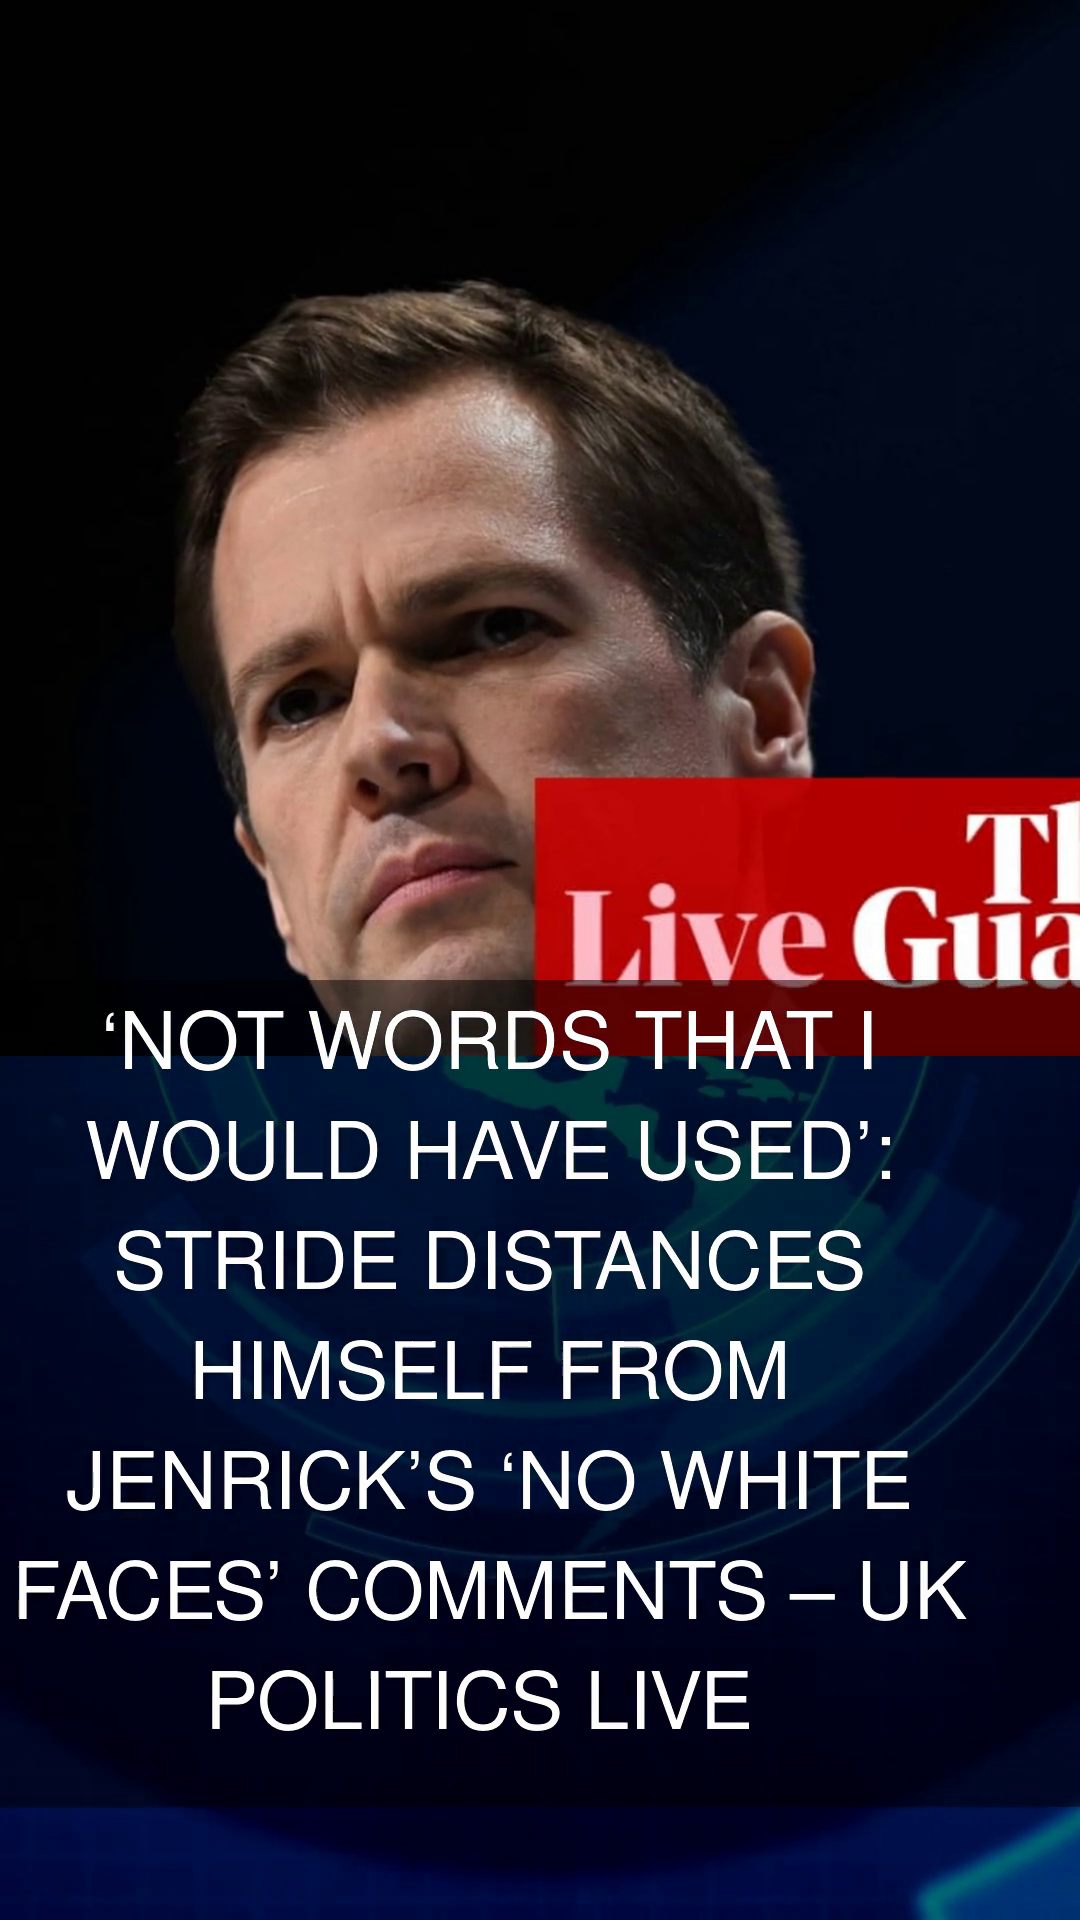 Th
Live Gua
‘NOT WORDS THAT I
WOULD HAVE USED’:
STRIDE DISTANCES
HIMSELF FROM
JENRICK’S ‘NO WHITE
FACES’ COMMENTS – UK
POLITICS LIVE